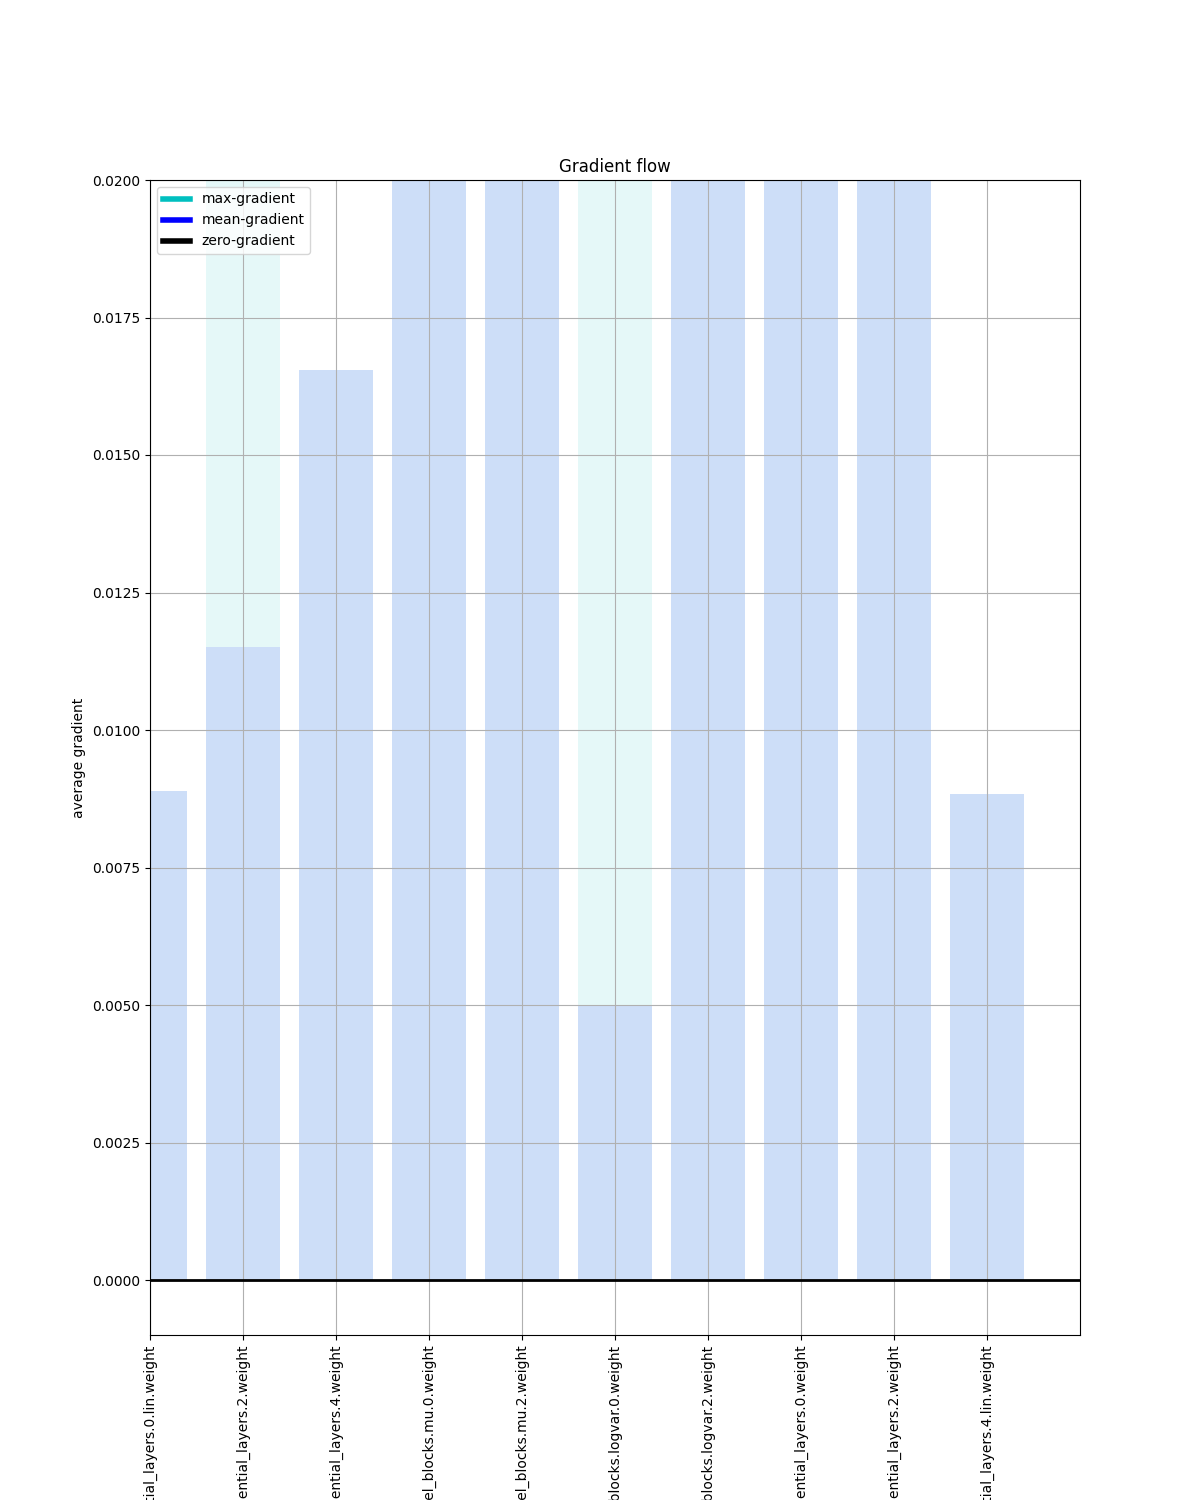 Gradient flow
max-gradient
mean-gradient
zero-gradient
0.0200
0.0175
0.0150
0.0125
0.0100
0.0075
0.0050
0.0025
0.0000
average gradient
tial_layers.0.lin.weight
ential_layers.2.weight
ential_layers.4.weight
el_blocks.mu.0.weight
el_blocks.mu.2.weight
blocks.logvar.0.weight
blocks.logvar.2.weight
ential_layers.0.weight
ential_layers.2.weight
tial_layers.4.lin.weight